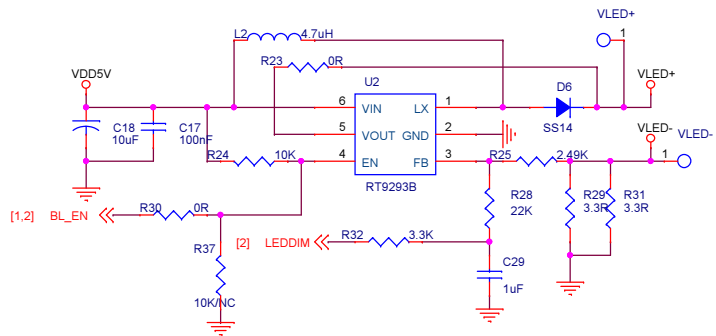 VLED+
L2 4.7uH
R23 0R
VDD5V
U2
D6
VLED+
1
6 VIN LX 1
SS14
C18
10uF
C17
100nF
5 VOUT GND 2
VLED-
VLED-
R24 10K
4 EN FB 3
R25 2.49K
1
RT9293B
R28
22K
R29
3.3R
R31
3.3R
[1,2] BL_EN
R30 0R
[2] LEDDIM
R32 3.3K
R37
10K/NC
C29
1uF